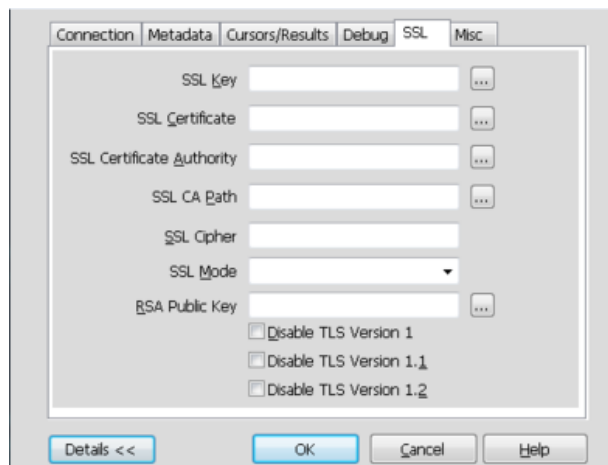 Connection Metadata Cursors/Results Debug SSL Misc
SSL Key ...
SSL Certificate ...
SSL Certificate Authority ...
SSL CA Path ...
SSL Cipher
SSL Mode
RSA Public Key ...
Disable TLS Version 1
Disable TLS Version 1.1
Disable TLS Version 1.2
Details << OK Cancel Help